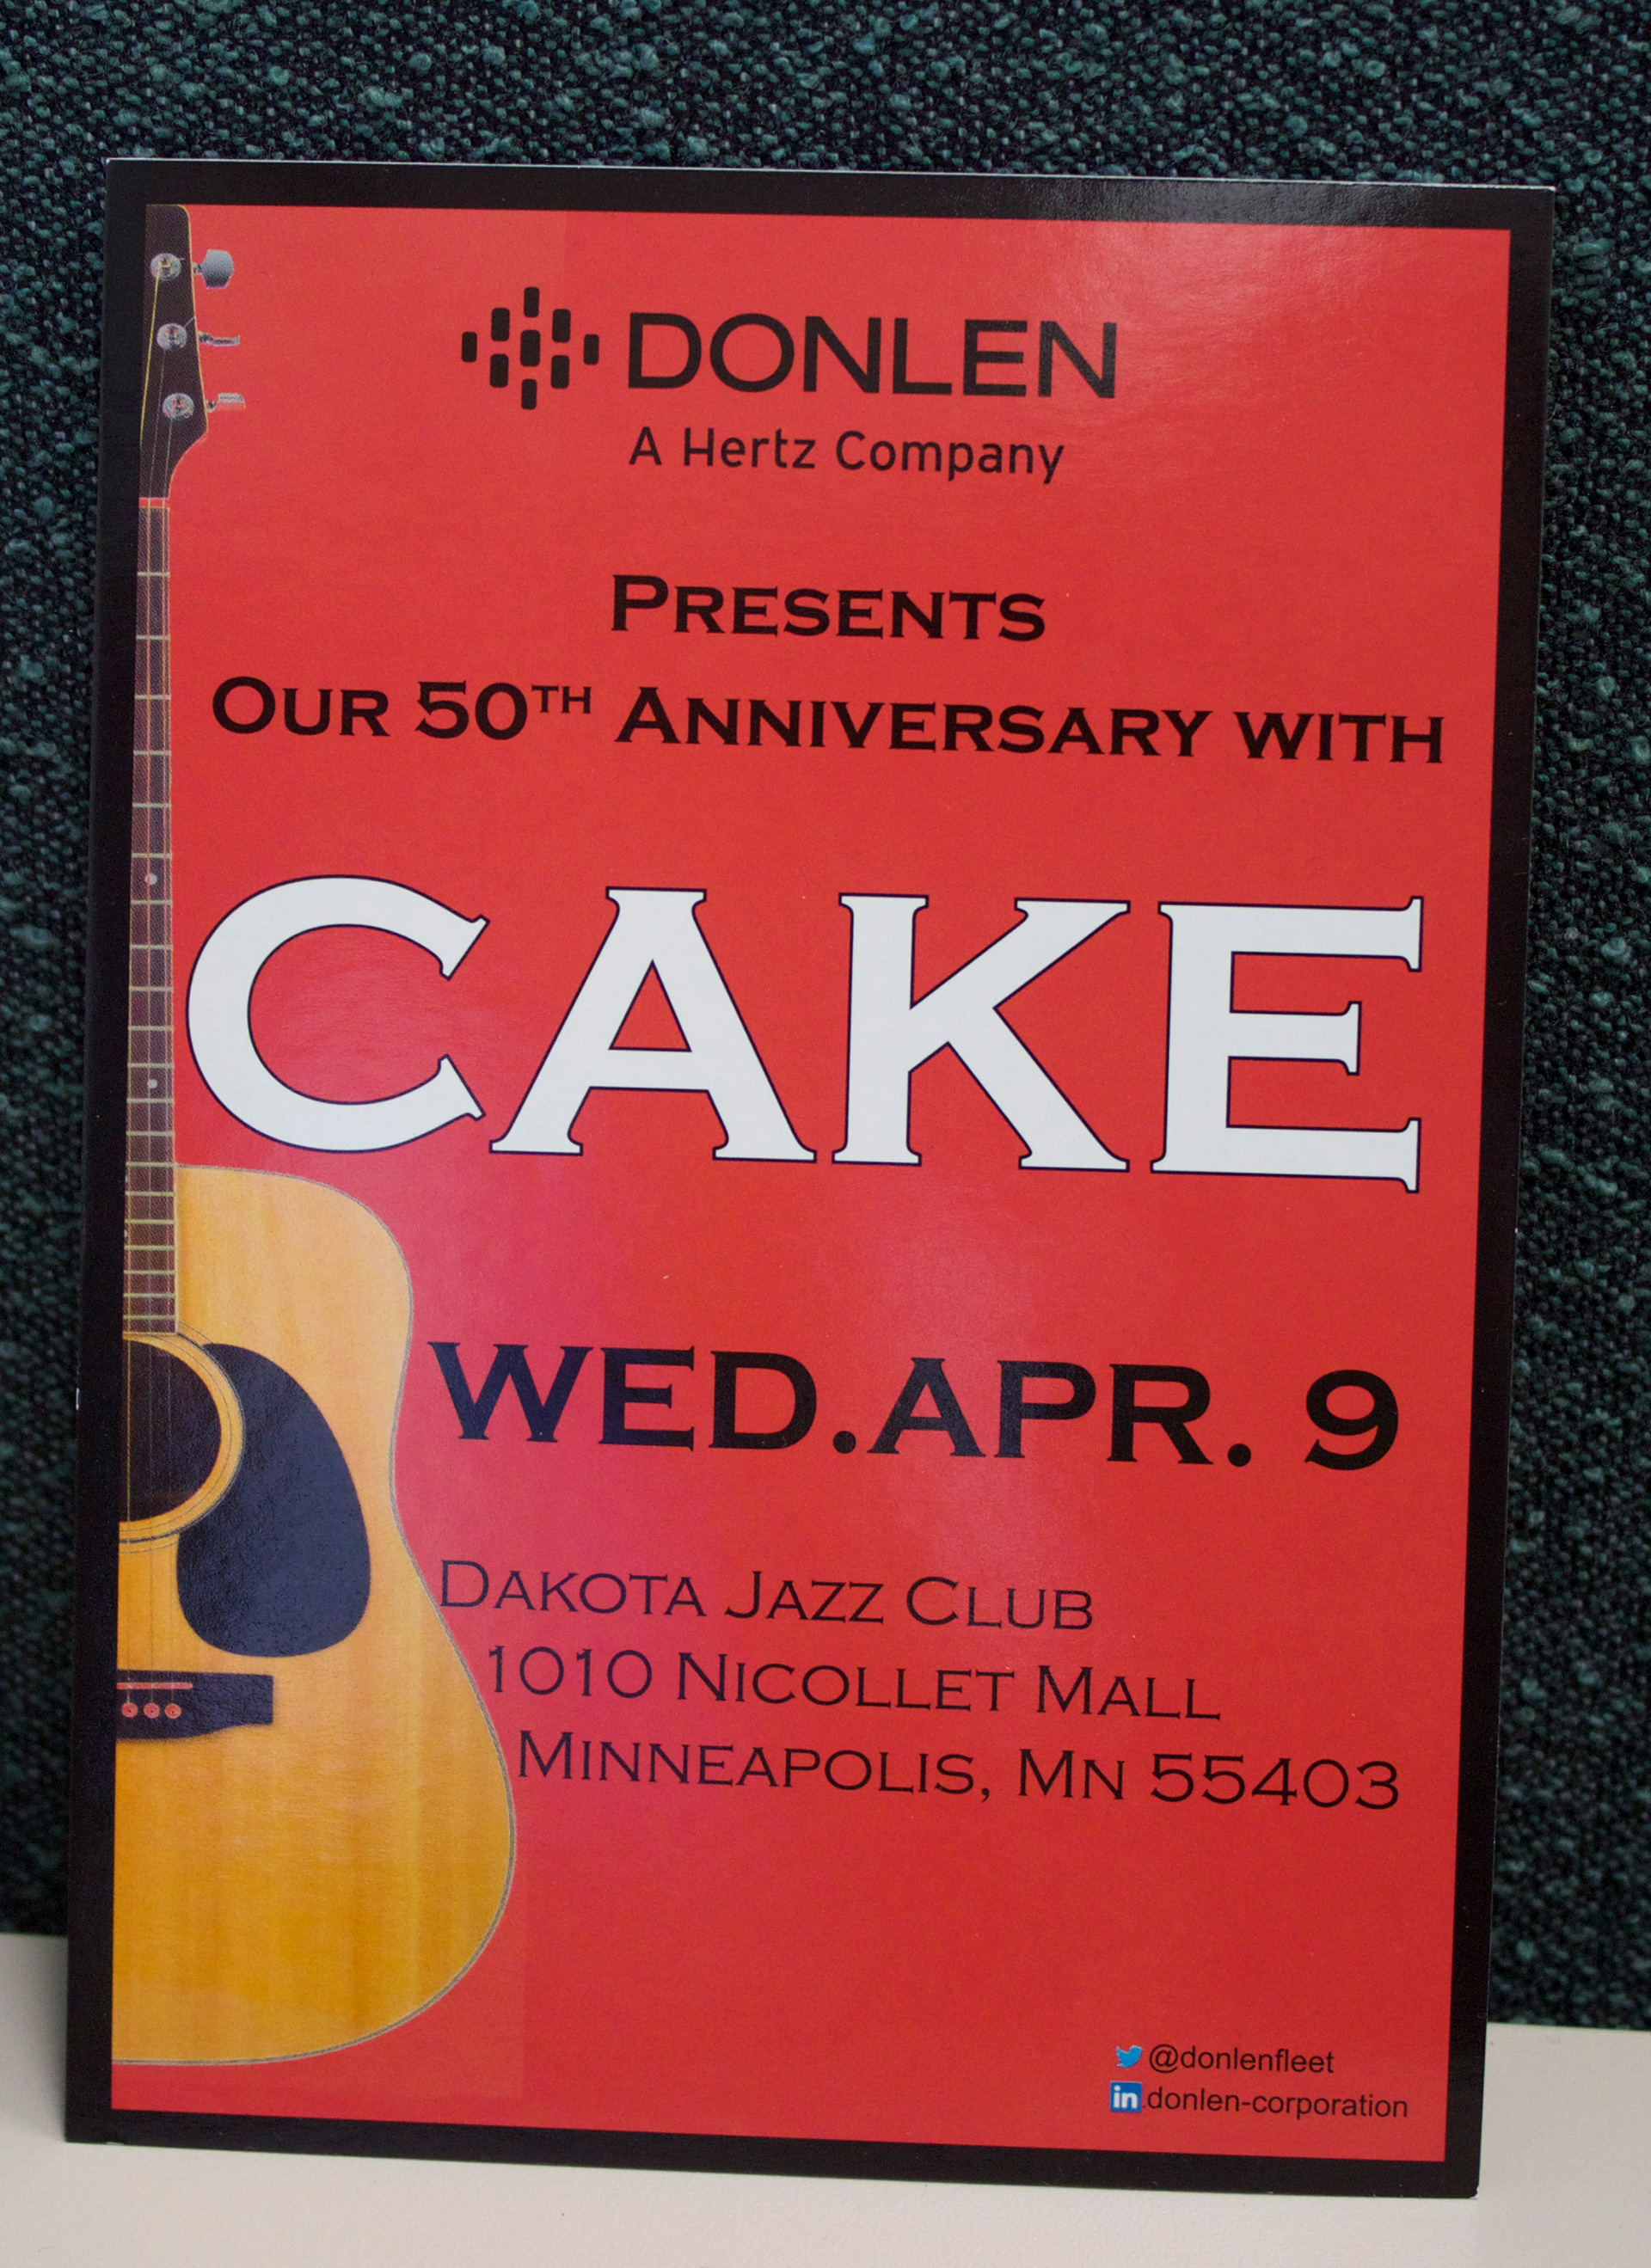 DONLEN
A Hertz Company
PRESENTS
OUR 50TH ANNIVERSARY WITH
CAKE
WED.APR. 9
DAKOTA JAZZ CLUB
1010 NICOLLET MALL
MINNEAPOLIS, MN 55403
@donlenfleet
in donlen-corporation